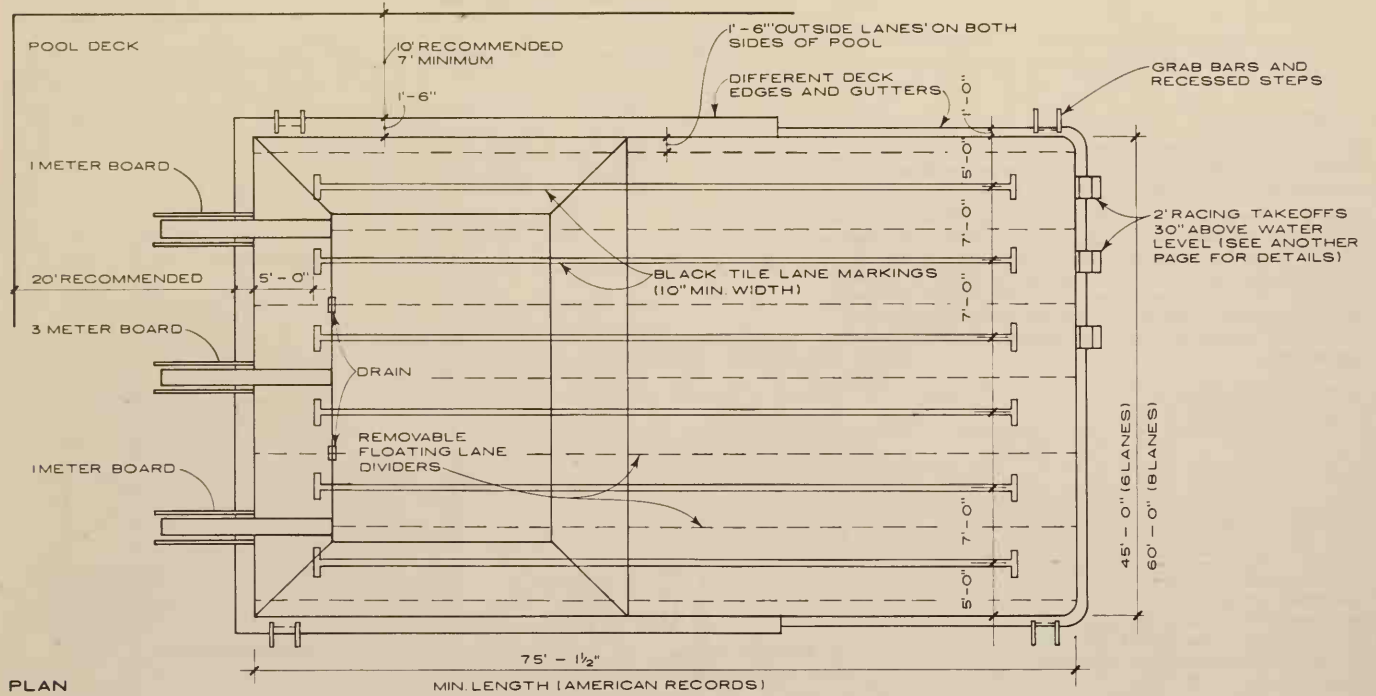 POOL DECK
10' RECOMMENDED
7' MINIMUM
1'-6"
1'-6" 'OUTSIDE LANES' ON BOTH
SIDES OF POOL
DIFFERENT DECK
EDGES AND GUTTERS
GRAB BARS AND
RECESSED STEPS
1'-0"
5'-0"
1 METER BOARD
7'-0"
2' RACING TAKEOFFS
30" ABOVE WATER
LEVEL (SEE ANOTHER
PAGE FOR DETAILS)
20' RECOMMENDED
5'-0"
BLACK TILE LANE MARKINGS
(10" MIN. WIDTH)
7'-0"
3 METER BOARD
DRAIN
REMOVABLE
FLOATING LANE
DIVIDERS
1 METER BOARD
7'-0"
5'-0"
45'-0" (6 LANES)
60'-0" (8 LANES)
75'-1½"
MIN. LENGTH (AMERICAN RECORDS)
PLAN